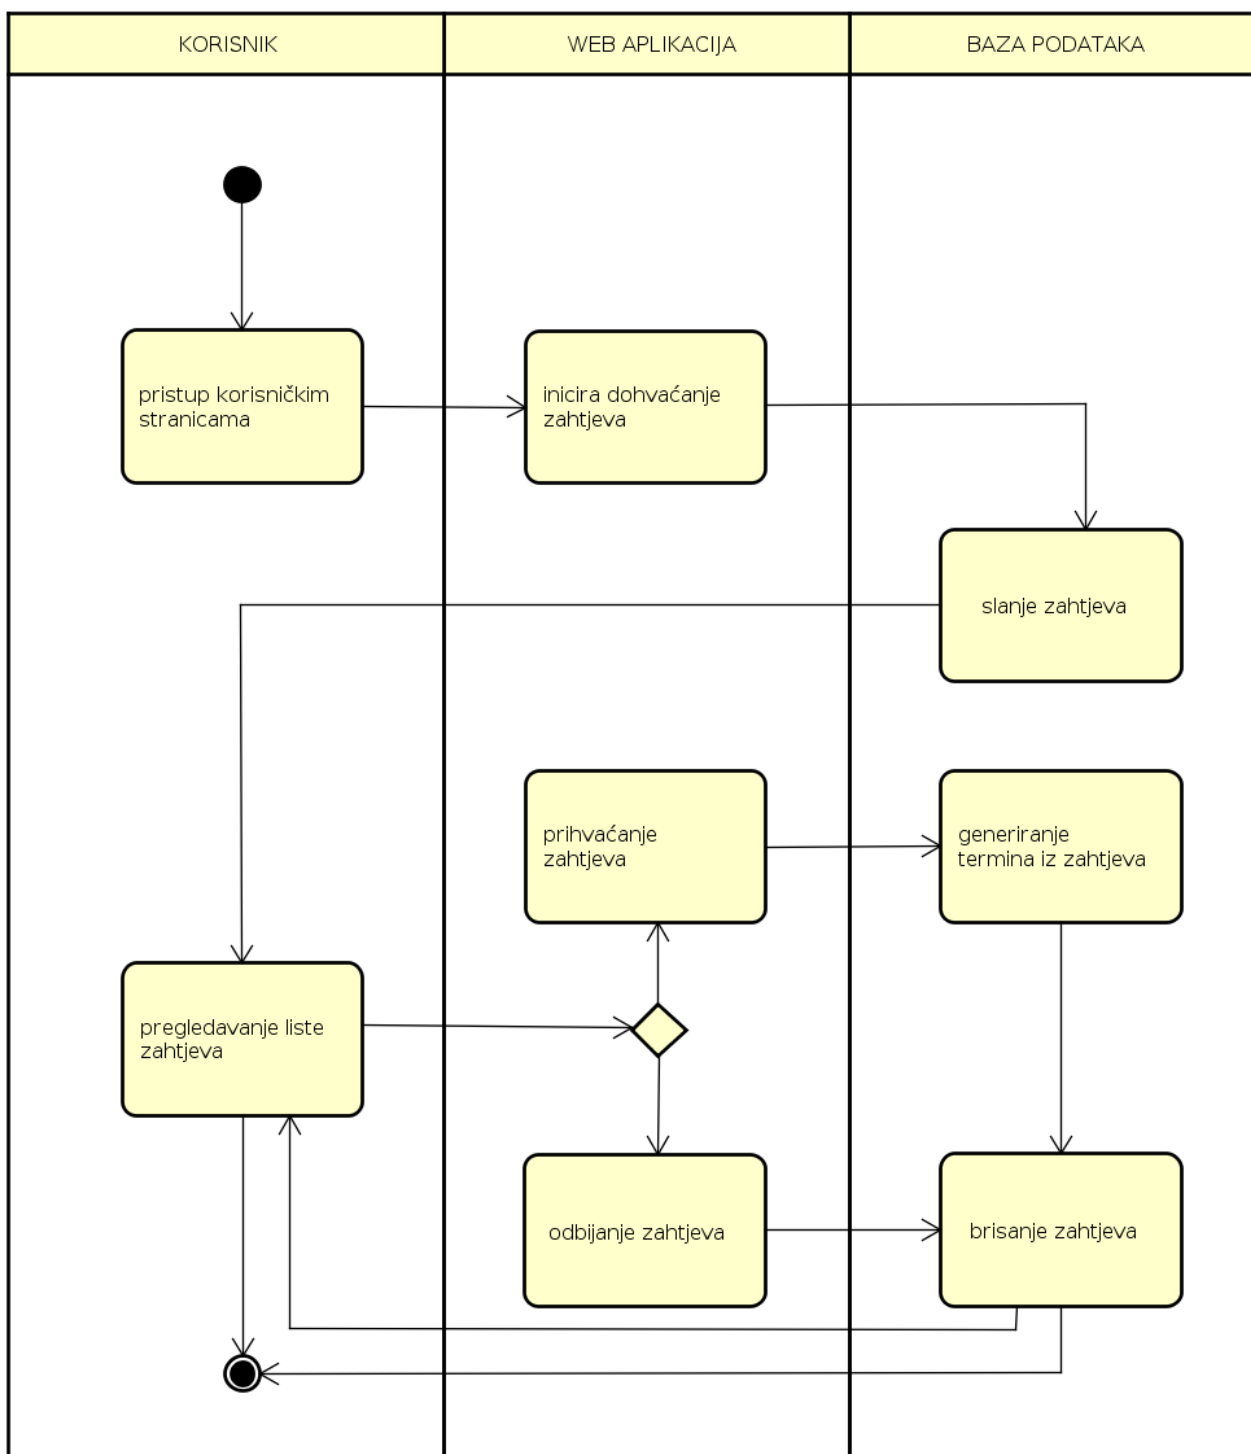 KORISNIK
WEB APLIKACIJA
BAZA PODATAKA
pristup korisničkim
stranicama
inicira dohvaćanje
zahtjeva
slanje zahtjeva
prihvaćanje
zahtjeva
generiranje
termina iz zahtjeva
pregledavanje liste
zahtjeva
odbijanje zahtjeva
brisanje zahtjeva